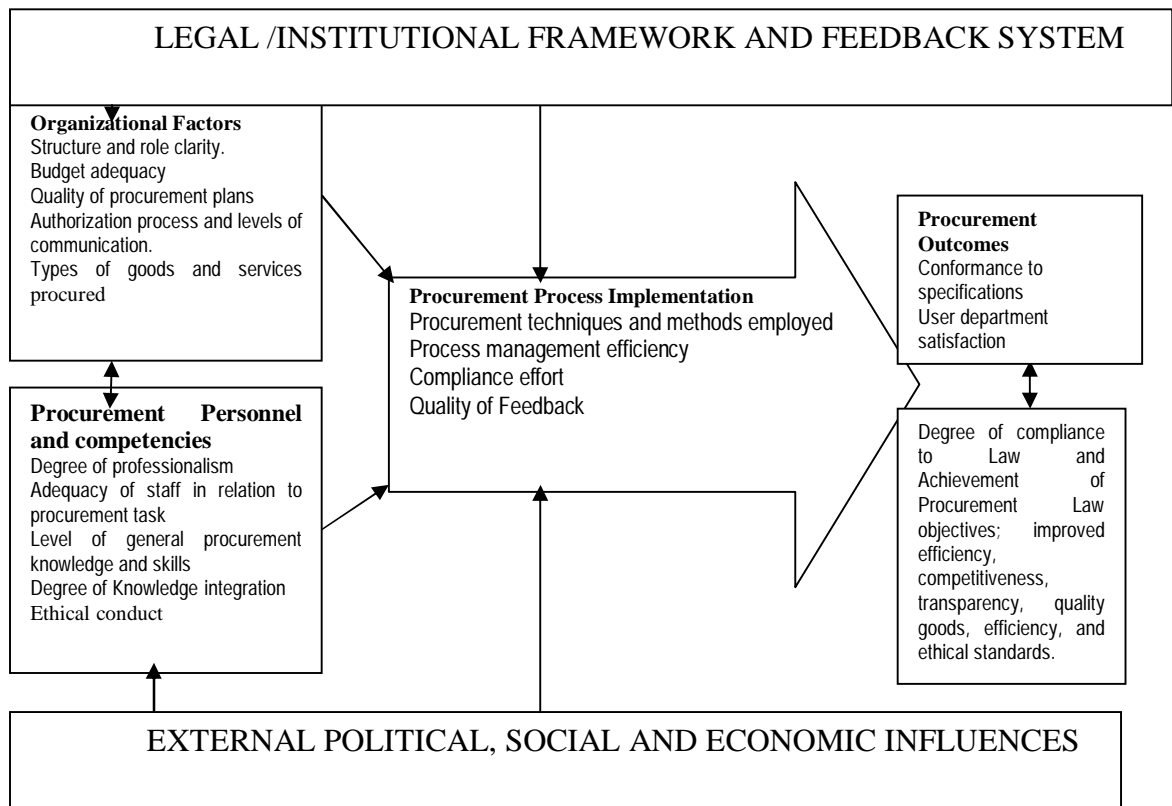 LEGAL /INSTITUTIONAL FRAMEWORK AND FEEDBACK SYSTEM
Organizational Factors
Structure and role clarity.
Budget adequacy
Quality of procurement plans
Authorization process and levels of
communication.
Types of goods and services
procured
Procurement Personnel
and competencies
Degree of professionalism
Adequacy of staff in relation to
procurement task
Level of general procurement
knowledge and skills
Degree of Knowledge integration
Ethical conduct
Procurement Process Implementation
Procurement techniques and methods employed
Process management efficiency
Compliance effort
Quality of Feedback
Procurement
Outcomes
Conformance to
specifications
User department
satisfaction
Degree of compliance
to Law and
Achievement of
Procurement Law
objectives; improved
efficiency,
competitiveness,
transparency, quality
goods, efficiency, and
ethical standards.
EXTERNAL POLITICAL, SOCIAL AND ECONOMIC INFLUENCES